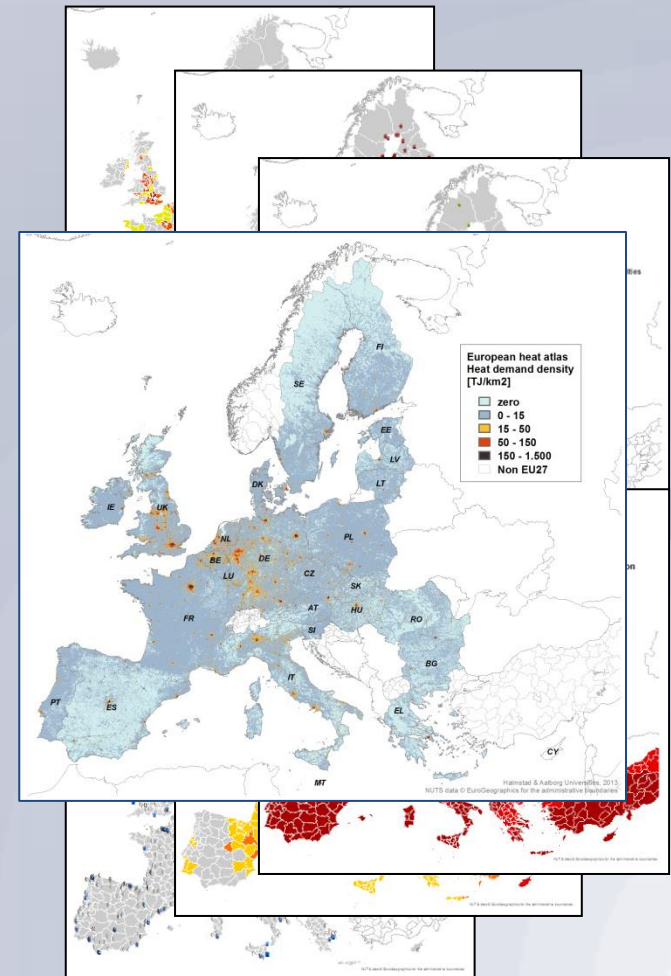 ities
European heat atlas
Heat demand density
[TJ/km2]
zero
0 - 15
15 - 50
50 - 150
150 - 1.500
Non EU27
FI
SE
EE
LV
LT
DK
IE
UK
NL
BE
DE
PL
LU
CZ
SK
AT
HU
FR
SI
RO
IT
BG
PT
ES
EL
CY
MT
on
Halmstad & Aalborg Universities, 2013
NUTS data © EuroGeographics for the administrative boundaries